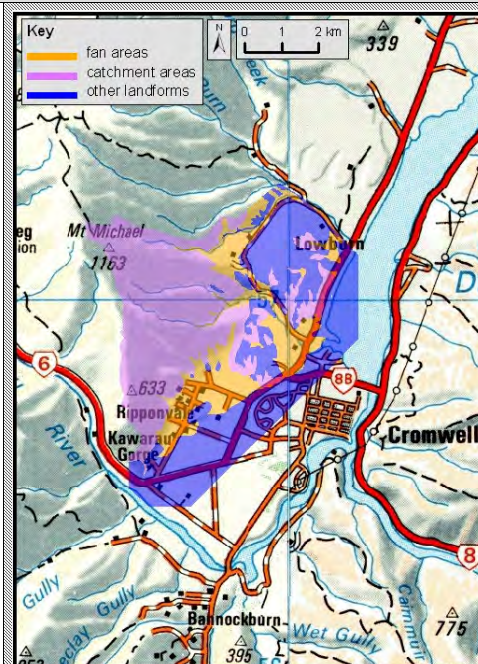 Key
fan areas
catchment areas
other landforms
N
0 1 2 km
339
Mt Michael
1163
Lowburn
6
633
88
Ripponvale
Kawarau
Gorge
River
Cromwell
8
Gully
Gully
Bannockburn
Wet Gully
395
775